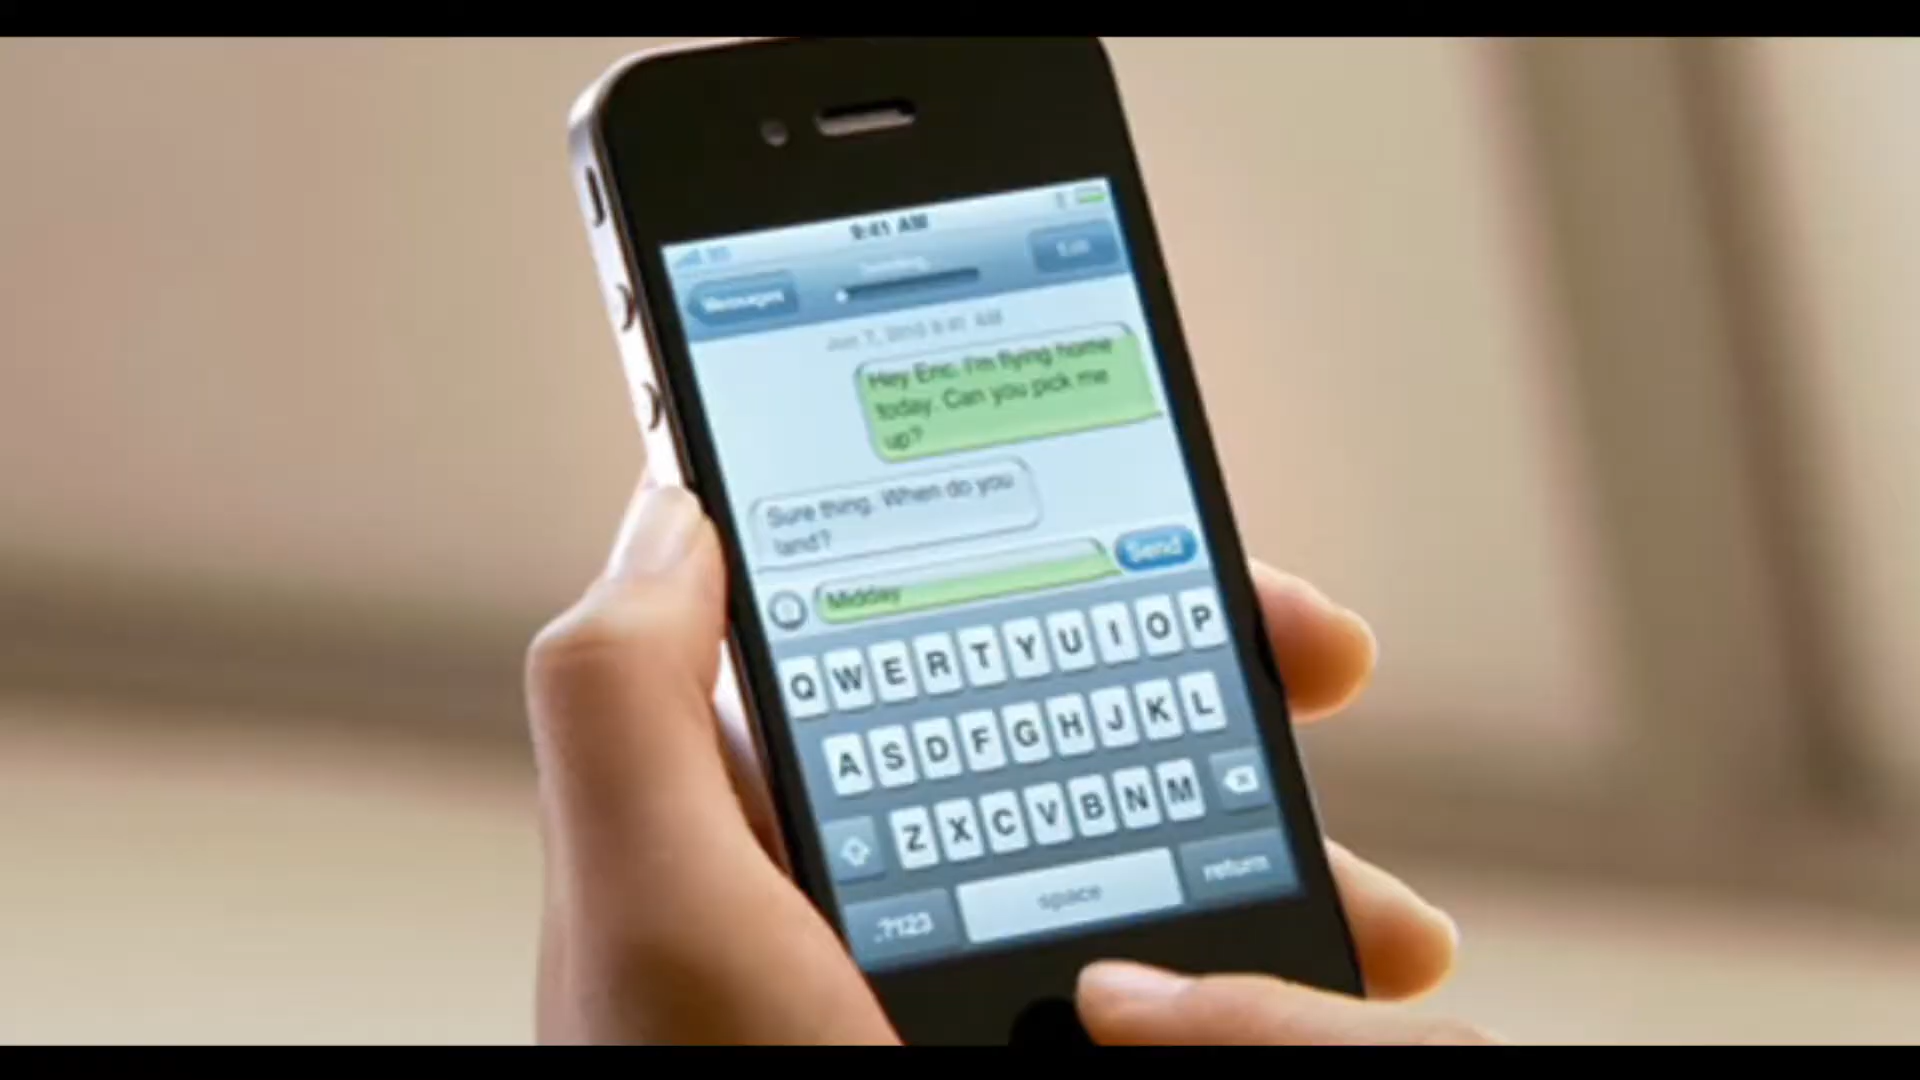 9:41 AM
Messages
Edit
Hey Eric. I'm flying home
today. Can you pick me
up?
Sure thing. When do you
land?
Midday
Send
Q W E R T Y U I O P
A S D F G H J K L
Z X C V B N M
.?123
space
return